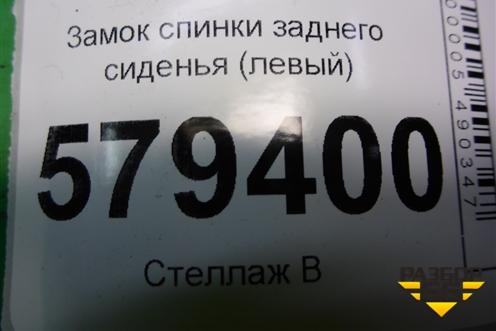 Замок спинки заднего
сиденья (левый)
579400
Стеллаж В